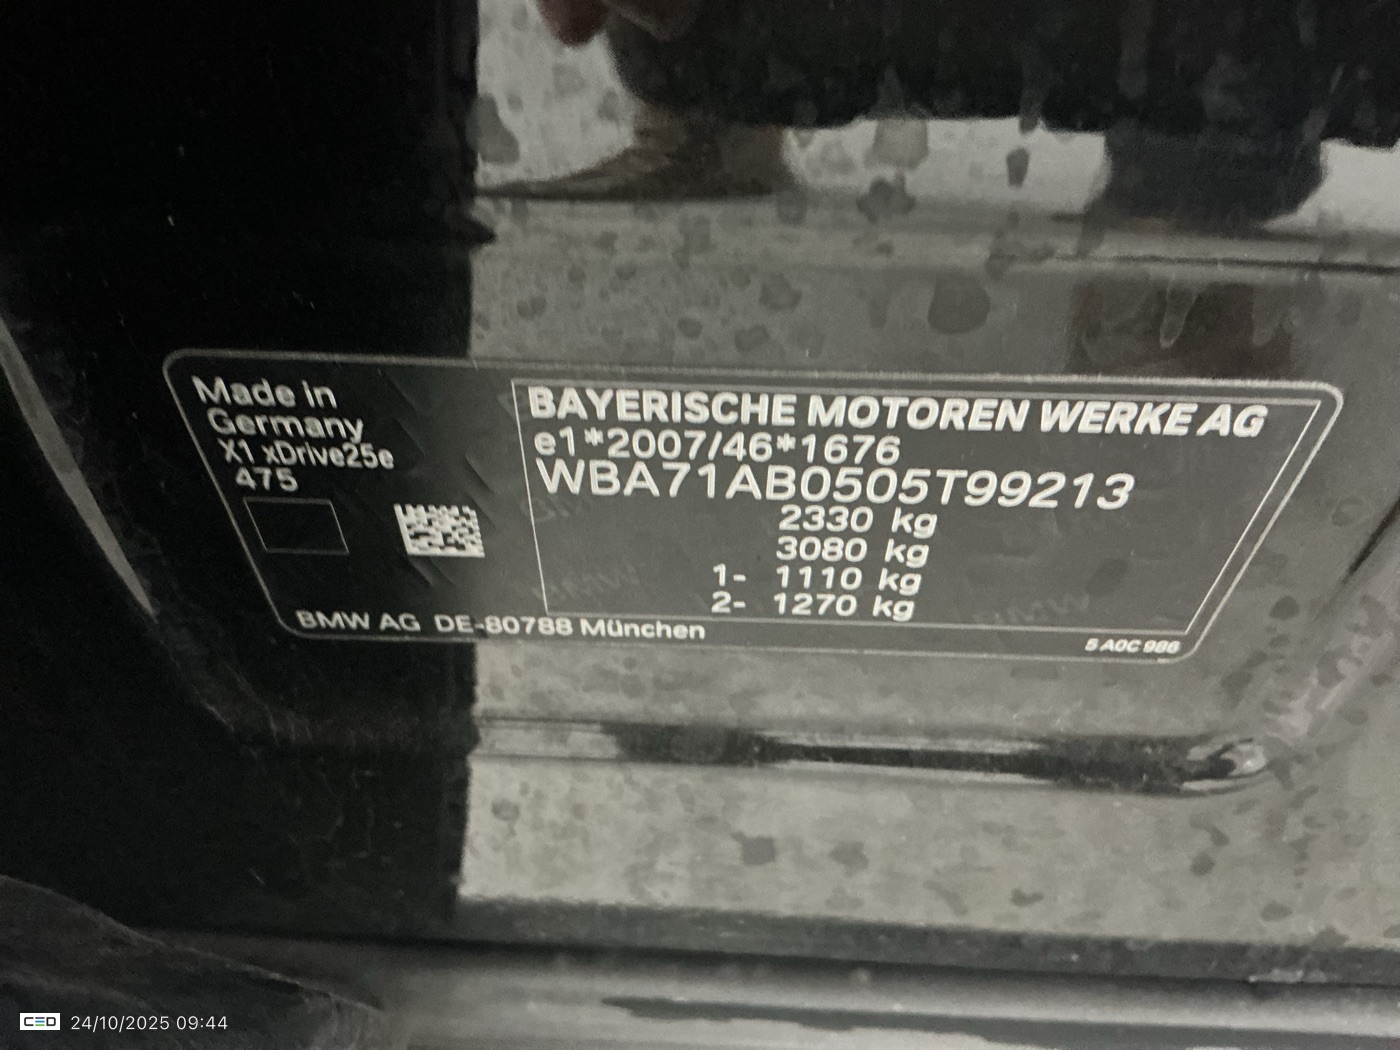 Made in
Germany
X1 xDrive25e
475
BMW AG DE-80788 München
BAYERISCHE MOTOREN WERKE AG
e1*2007/46*1676
WBA71AB0505T99213
2330 kg
3080 kg
1- 1110 kg
2- 1270 kg
5 A0C 986
CED 24/10/2025 09:44